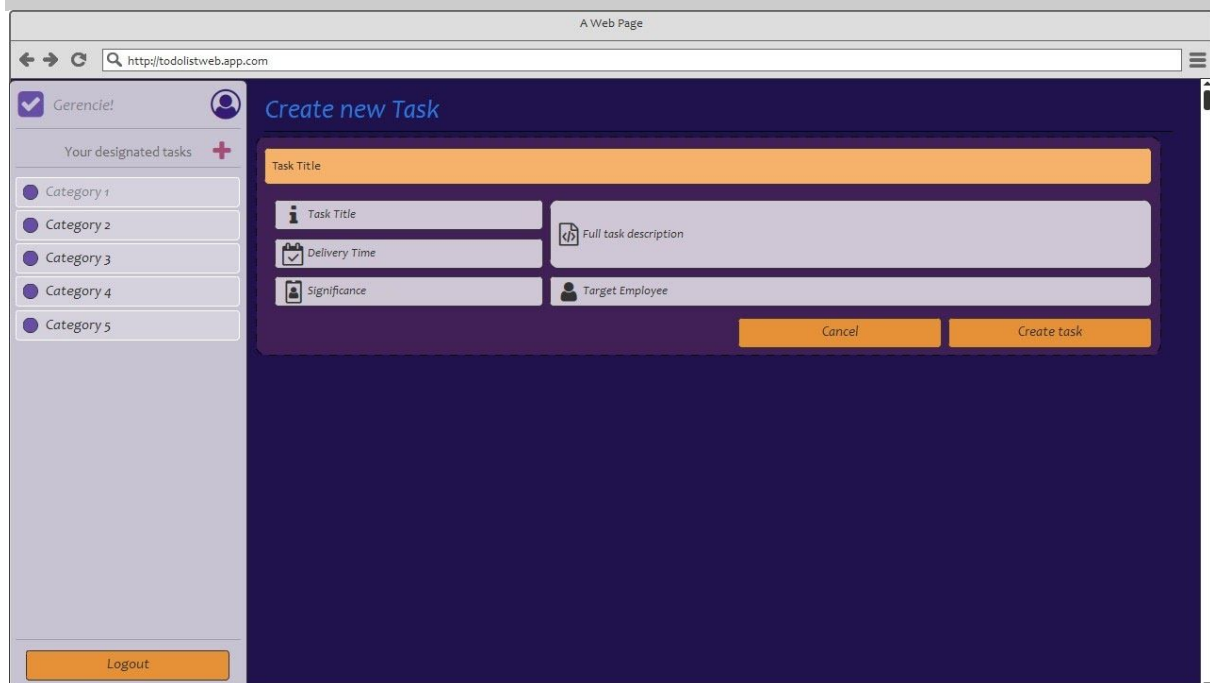 A Web Page
http://todolistweb.app.com
Gerencie!
Your designated tasks
Category 1
Category 2
Category 3
Category 4
Category 5
Logout
Create new Task
Task Title
Task Title
Delivery Time
Significance
Full task description
Target Employee
Cancel
Create task